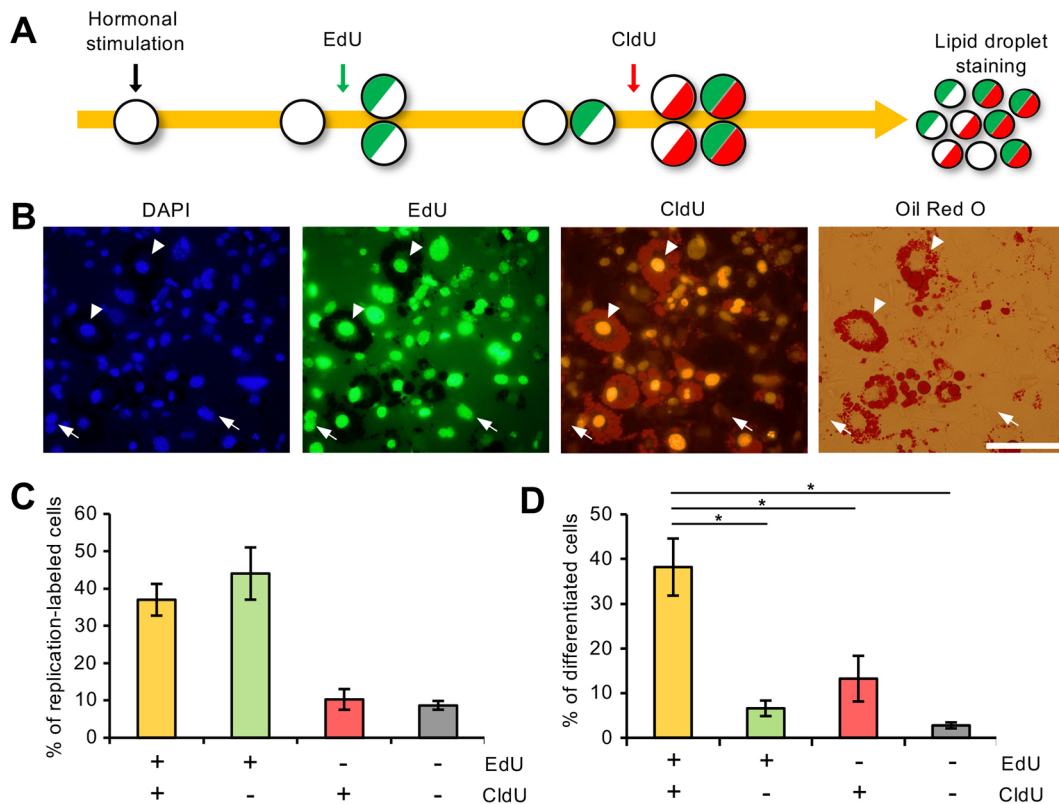 A
Hormonal
stimulation
EdU
CldU
Lipid droplet
staining
B
DAPI
EdU
CldU
Oil Red O
C
% of replication-labeled cells
60
50
40
30
20
10
0
+ + - -
+ - + -
EdU
CldU
D
% of differentiated cells
50
40
30
20
10
0
*
*
*
+ + - -
+ - + -
EdU
CldU